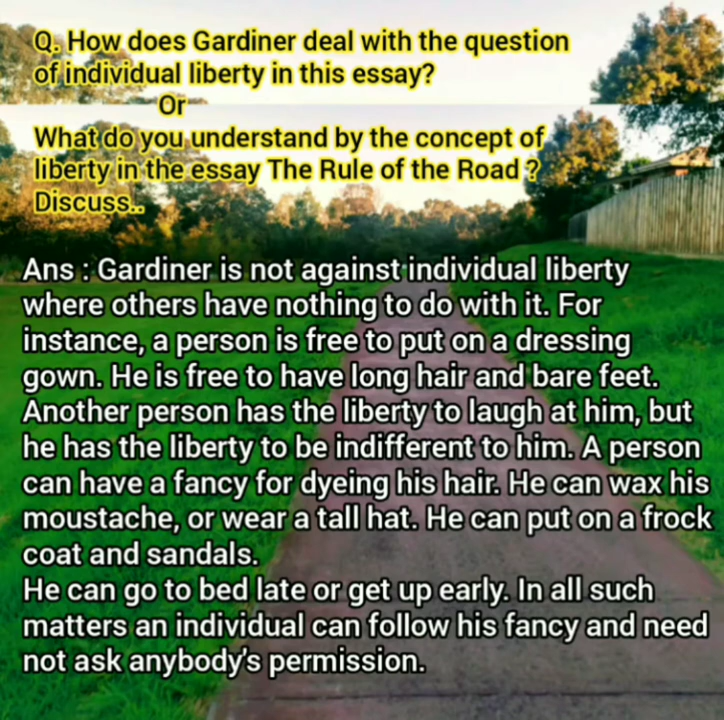 Q. How does Gardiner deal with the question
of individual liberty in this essay?
Or
What do you understand by the concept of
liberty in the essay The Rule of the Road ?
Discuss..
Ans : Gardiner is not against individual liberty
where others have nothing to do with it. For
instance, a person is free to put on a dressing
gown. He is free to have long hair and bare feet.
Another person has the liberty to laugh at him, but
he has the liberty to be indifferent to him. A person
can have a fancy for dyeing his hair. He can wax his
moustache, or wear a tall hat. He can put on a frock
coat and sandals.
He can go to bed late or get up early. In all such
matters an individual can follow his fancy and need
not ask anybody's permission.